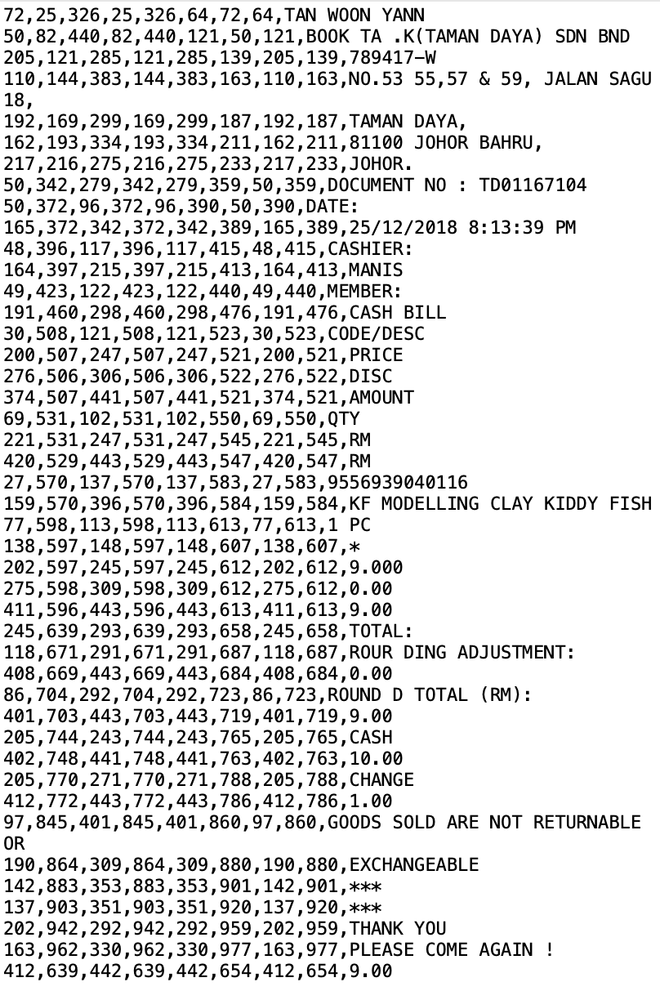 72,25,326,25,326,64,72,64,TAN WOON YANN
50,82,440,82,440,121,50,121,BOOK TA .K(TAMAN DAYA) SDN BND
205,121,285,121,285,139,205,139,789417-W
110,144,383,144,383,163,110,163,NO.53 55,57 & 59, JALAN SAGU
18,
192,169,299,169,299,187,192,187,TAMAN DAYA,
162,193,334,193,334,211,162,211,81100 JOHOR BAHRU,
217,216,275,216,275,233,217,233,JOHOR.
50,342,279,342,279,359,50,359,DOCUMENT NO : TD01167104
50,372,96,372,96,390,50,390,DATE:
165,372,342,372,342,389,165,389,25/12/2018 8:13:39 PM
48,396,117,396,117,415,48,415,CASHIER:
164,397,215,397,215,413,164,413,MANIS
49,423,122,423,122,440,49,440,MEMBER:
191,460,298,460,298,476,191,476,CASH BILL
30,508,121,508,121,523,30,523,CODE/DESC
200,507,247,507,247,521,200,521,PRICE
276,506,306,506,306,522,276,522,DISC
374,507,441,507,441,521,374,521,AMOUNT
69,531,102,531,102,550,69,550,QTY
221,531,247,531,247,545,221,545,RM
420,529,443,529,443,547,420,547,RM
27,570,137,570,137,583,27,583,9556939040116
159,570,396,570,396,584,159,584,KF MODELLING CLAY KIDDY FISH
77,598,113,598,113,613,77,613,1 PC
138,597,148,597,148,607,138,607,*
202,597,245,597,245,612,202,612,9.000
275,598,309,598,309,612,275,612,0.00
411,596,443,596,443,613,411,613,9.00
245,639,293,639,293,658,245,658,TOTAL:
118,671,291,671,291,687,118,687,ROUR DING ADJUSTMENT:
408,669,443,669,443,684,408,684,0.00
86,704,292,704,292,723,86,723,ROUND D TOTAL (RM):
401,703,443,703,443,719,401,719,9.00
205,744,243,744,243,765,205,765,CASH
402,748,441,748,441,763,402,763,10.00
205,770,271,770,271,788,205,788,CHANGE
412,772,443,772,443,786,412,786,1.00
97,845,401,845,401,860,97,860,GOODS SOLD ARE NOT RETURNABLE
OR
190,864,309,864,309,880,190,880,EXCHANGEABLE
142,883,353,883,353,901,142,901,***
137,903,351,903,351,920,137,920,***
202,942,292,942,292,959,202,959,THANK YOU
163,962,330,962,330,977,163,977,PLEASE COME AGAIN !
412,639,442,639,442,654,412,654,9.00